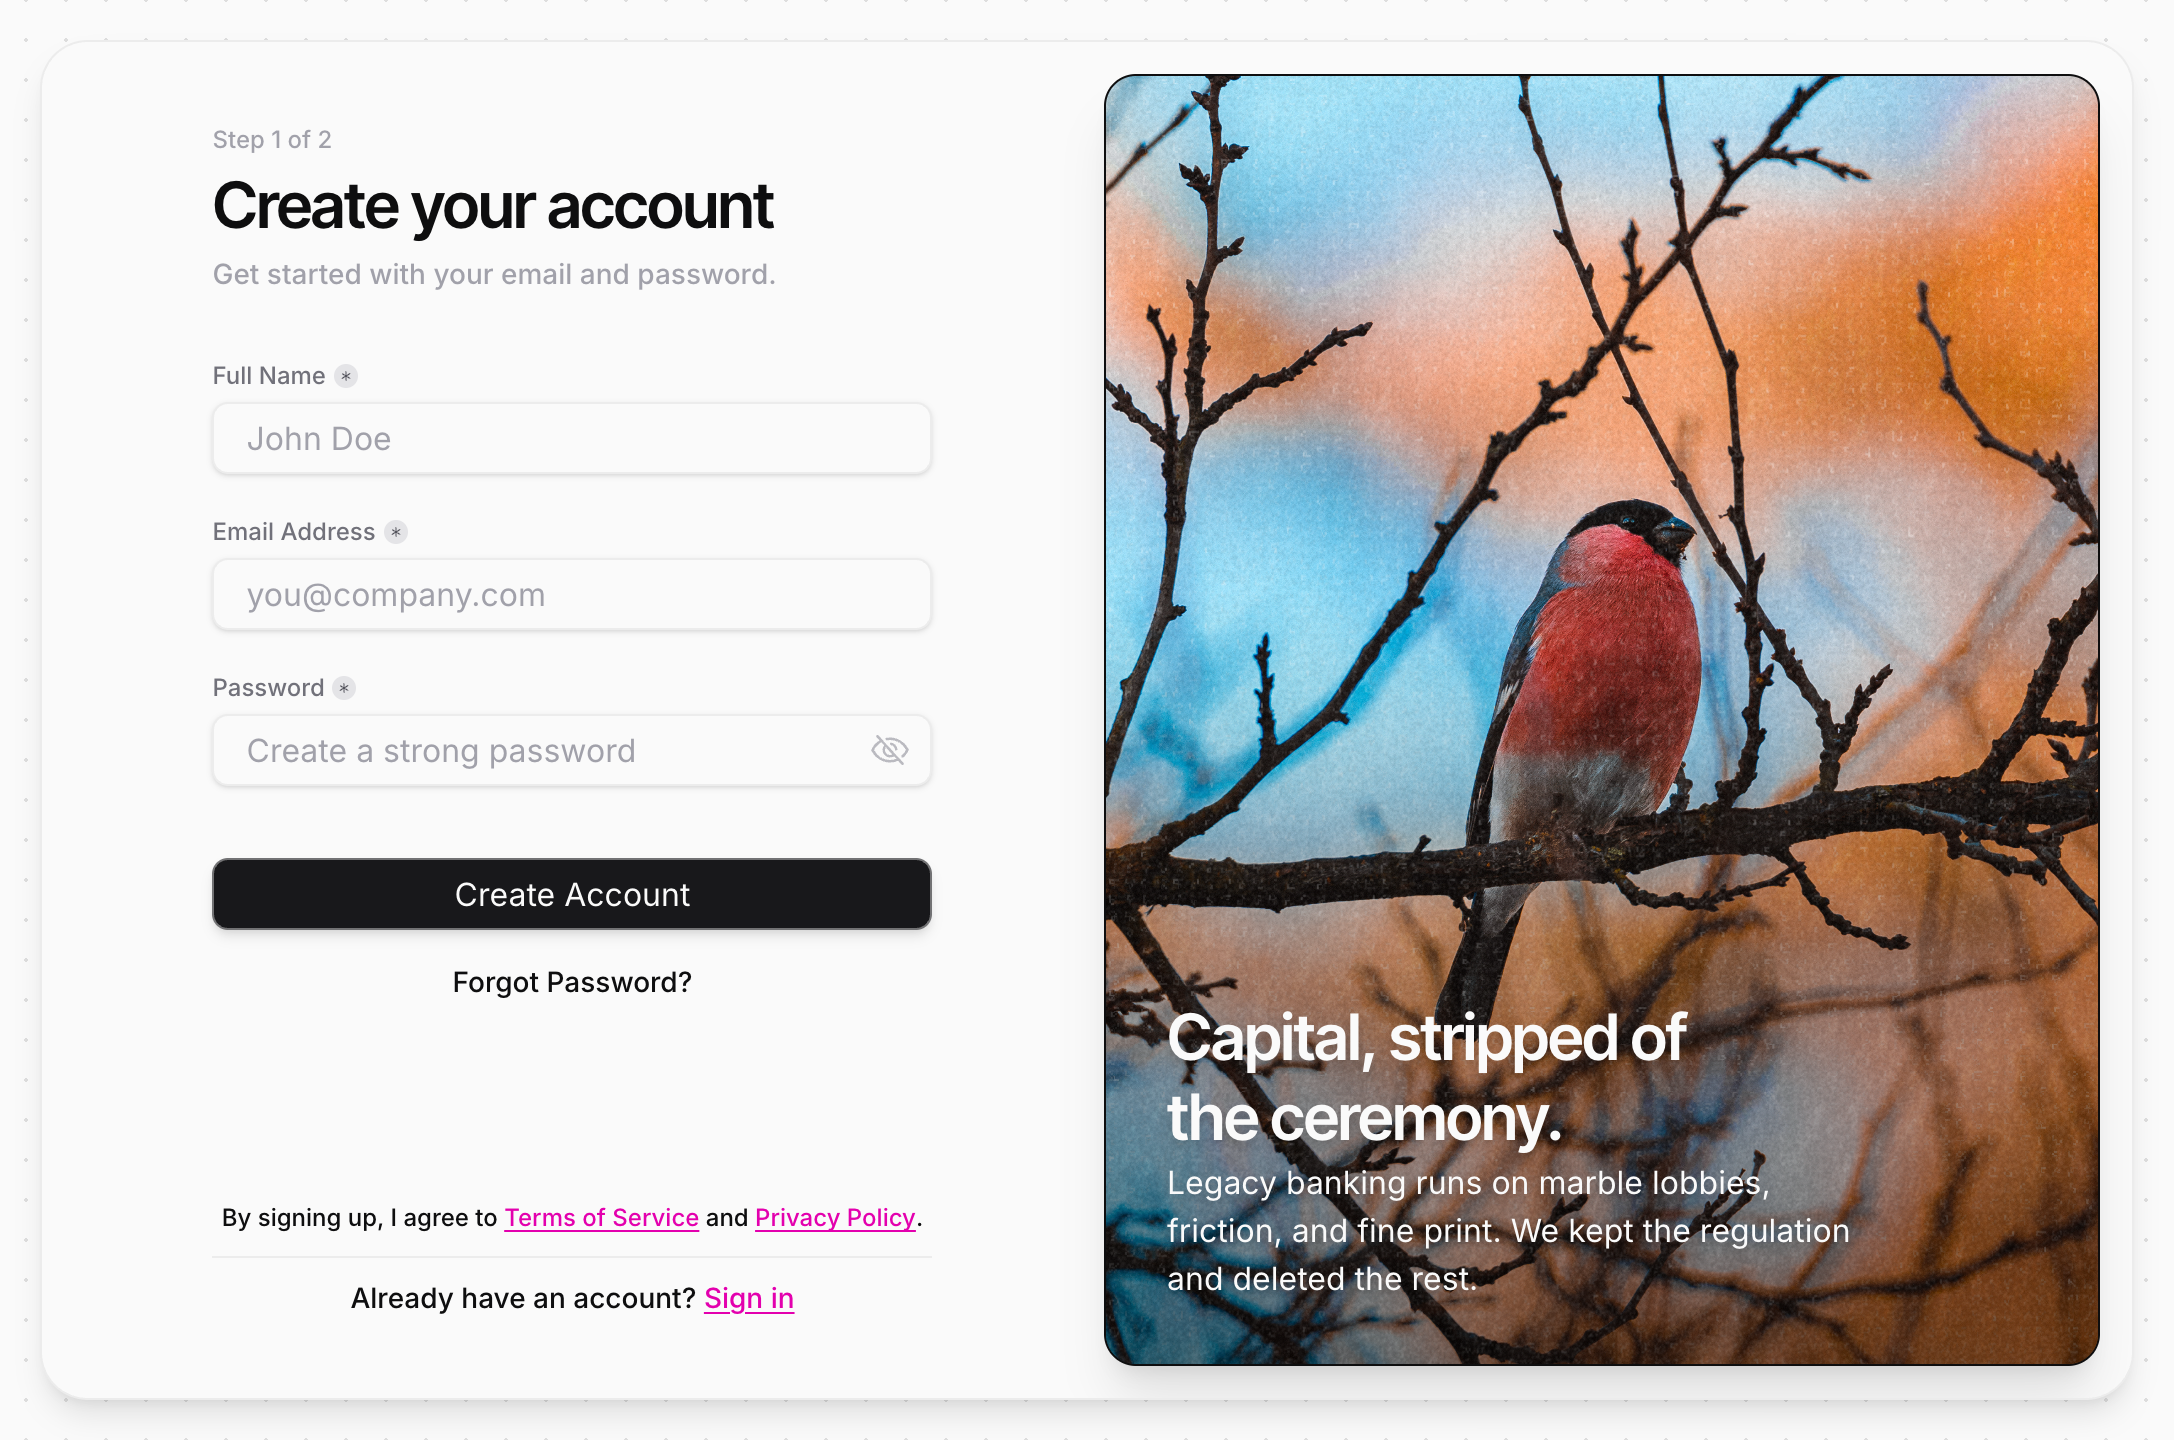 Step 1 of 2
Create your account
Get started with your email and password.
Full Name *
John Doe
Email Address *
you@company.com
Password *
Create a strong password
Create Account
Forgot Password?
By signing up, I agree to Terms of Service and Privacy Policy.
Already have an account? Sign in
Capital, stripped of
the ceremony.
Legacy banking runs on marble lobbies,
friction, and fine print. We kept the regulation
and deleted the rest.